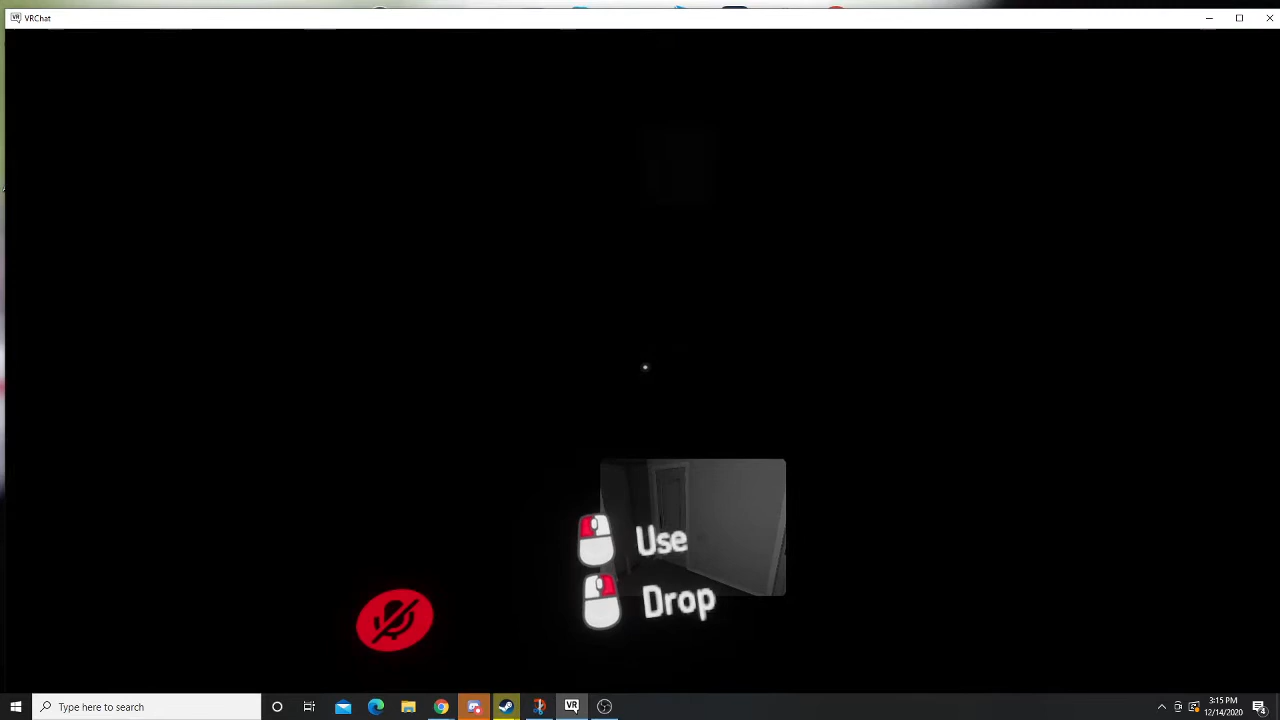 VRChat
Use
Drop
Type here to search
3:15 PM
12/14/2020